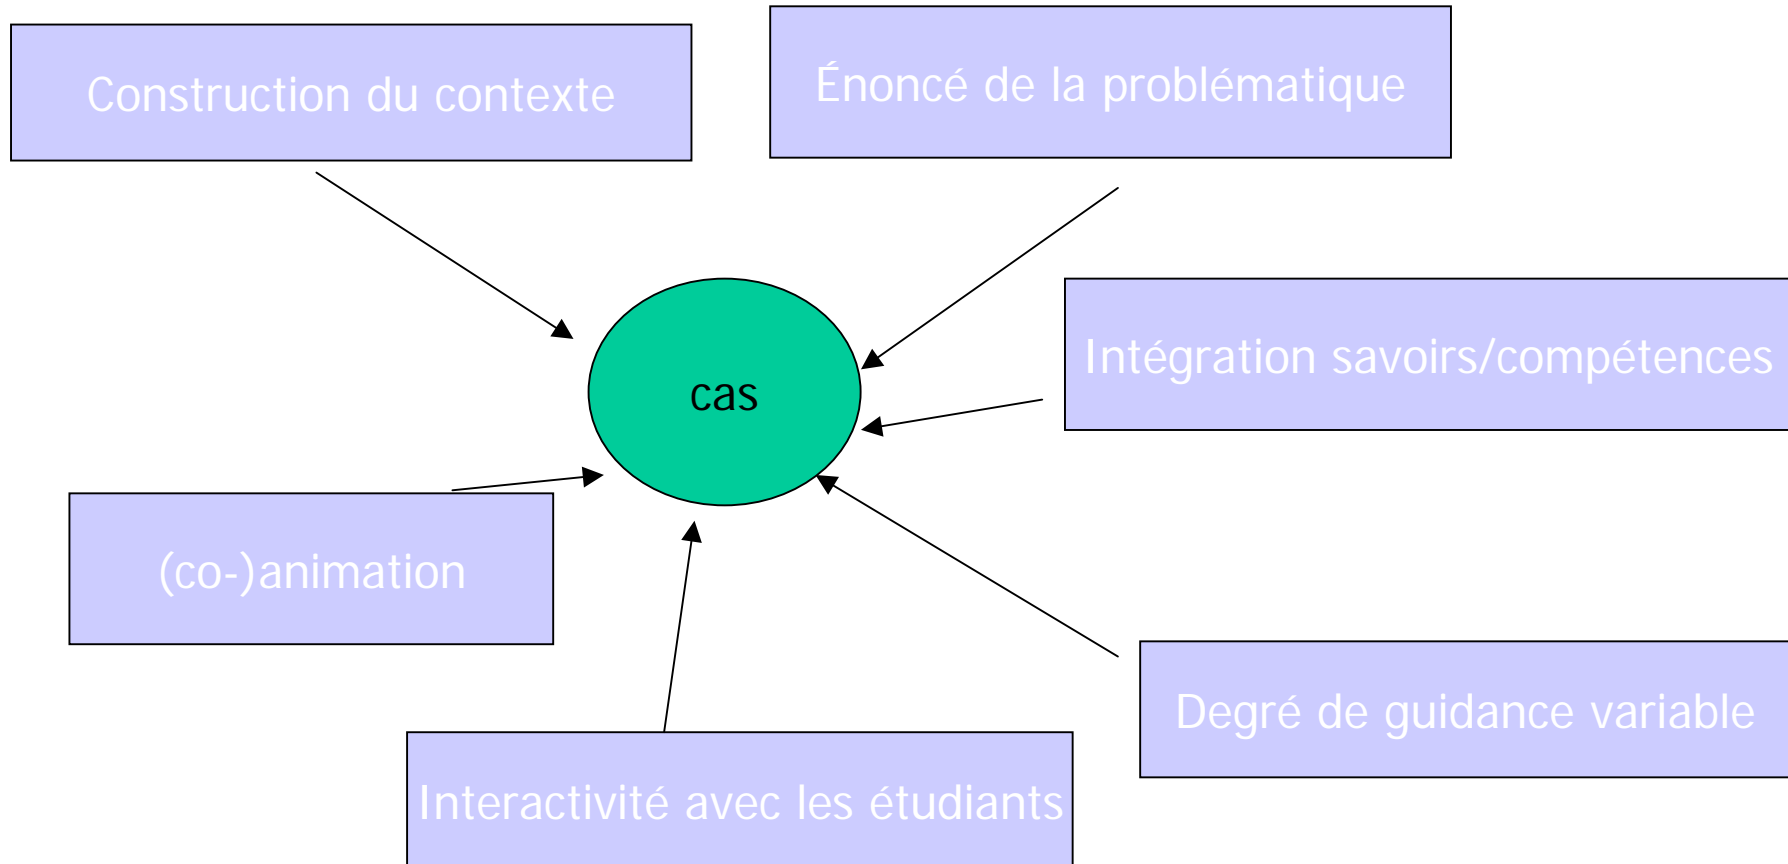 Construction du contexte
Énoncé de la problématique
Intégration savoirs/compétences
cas
(co-)animation
Degré de guidance variable
Interactivité avec les étudiants